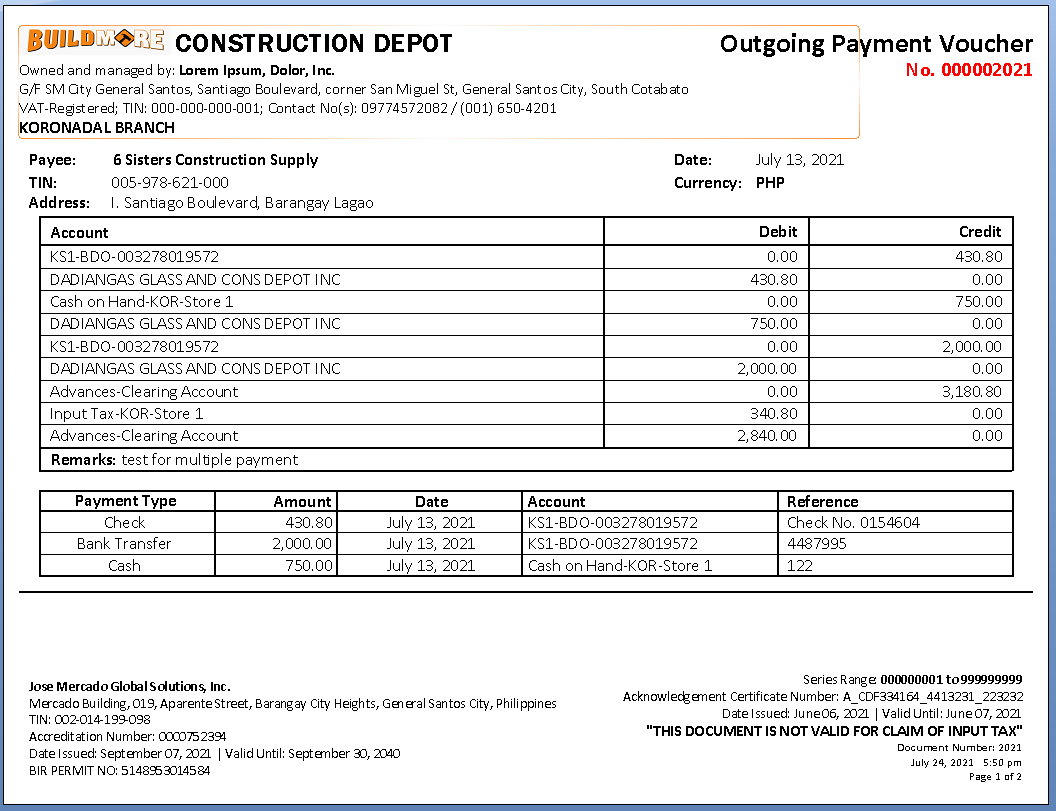 BUILDMORE CONSTRUCTION DEPOT
Outgoing Payment Voucher
No. 000002021
Owned and managed by: Lorem Ipsum, Dolor, Inc.
G/F SM City General Santos, Santiago Boulevard, corner San Miguel St, General Santos City, South Cotabato
VAT-Registered; TIN: 000-000-000-001; Contact No(s): 09774572082 / (001) 650-4201
KORONADAL BRANCH
Payee: 6 Sisters Construction Supply
Date: July 13, 2021
TIN: 005-978-621-000
Currency: PHP
Address: I. Santiago Boulevard, Barangay Lagao
Account Debit Credit
KS1-BDO-003278019572 0.00 430.80
DADIANGAS GLASS AND CONS DEPOT INC 430.80 0.00
Cash on Hand-KOR-Store 1 0.00 750.00
DADIANGAS GLASS AND CONS DEPOT INC 750.00 0.00
KS1-BDO-003278019572 0.00 2,000.00
DADIANGAS GLASS AND CONS DEPOT INC 2,000.00 0.00
Advances-Clearing Account 0.00 3,180.80
Input Tax-KOR-Store 1 340.80 0.00
Advances-Clearing Account 2,840.00 0.00
Remarks: test for multiple payment
Payment Type Amount Date Account Reference
Check 430.80 July 13, 2021 KS1-BDO-003278019572 Check No. 0154604
Bank Transfer 2,000.00 July 13, 2021 KS1-BDO-003278019572 4487995
Cash 750.00 July 13, 2021 Cash on Hand-KOR-Store 1 122
Jose Mercado Global Solutions, Inc.
Mercado Building, 019, Aparente Street, Barangay City Heights, General Santos City, Philippines
TIN: 002-014-199-098
Accreditation Number: 0000752394
Date Issued: September 07, 2021 | Valid Until: September 30, 2040
BIR PERMIT NO: 5148953014584
Series Range: 000000001 to 999999999
Acknowledgement Certificate Number: A_CDF334164_4413231_223232
Date Issued: June 06, 2021 | Valid Until: June 07, 2021
"THIS DOCUMENT IS NOT VALID FOR CLAIM OF INPUT TAX"
Document Number: 2021
July 24, 2021 5:50 pm
Page 1 of 2